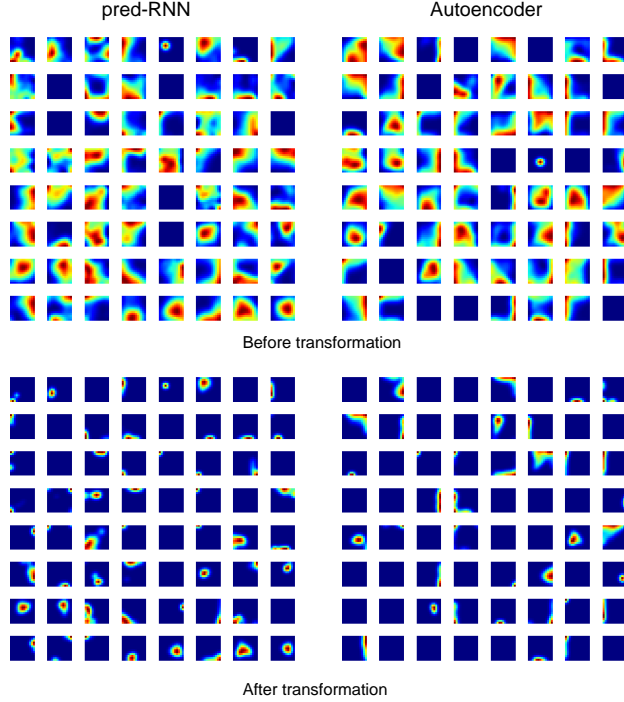 pred-RNN
Autoencoder
Before transformation
After transformation